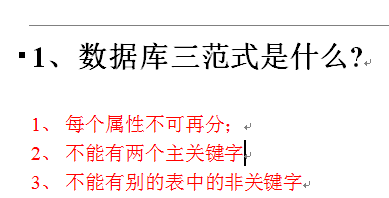 1、数据库三范式是什么?
1、每个属性不可再分；
2、不能有两个主关键字
3、不能有别的表中的非关键字